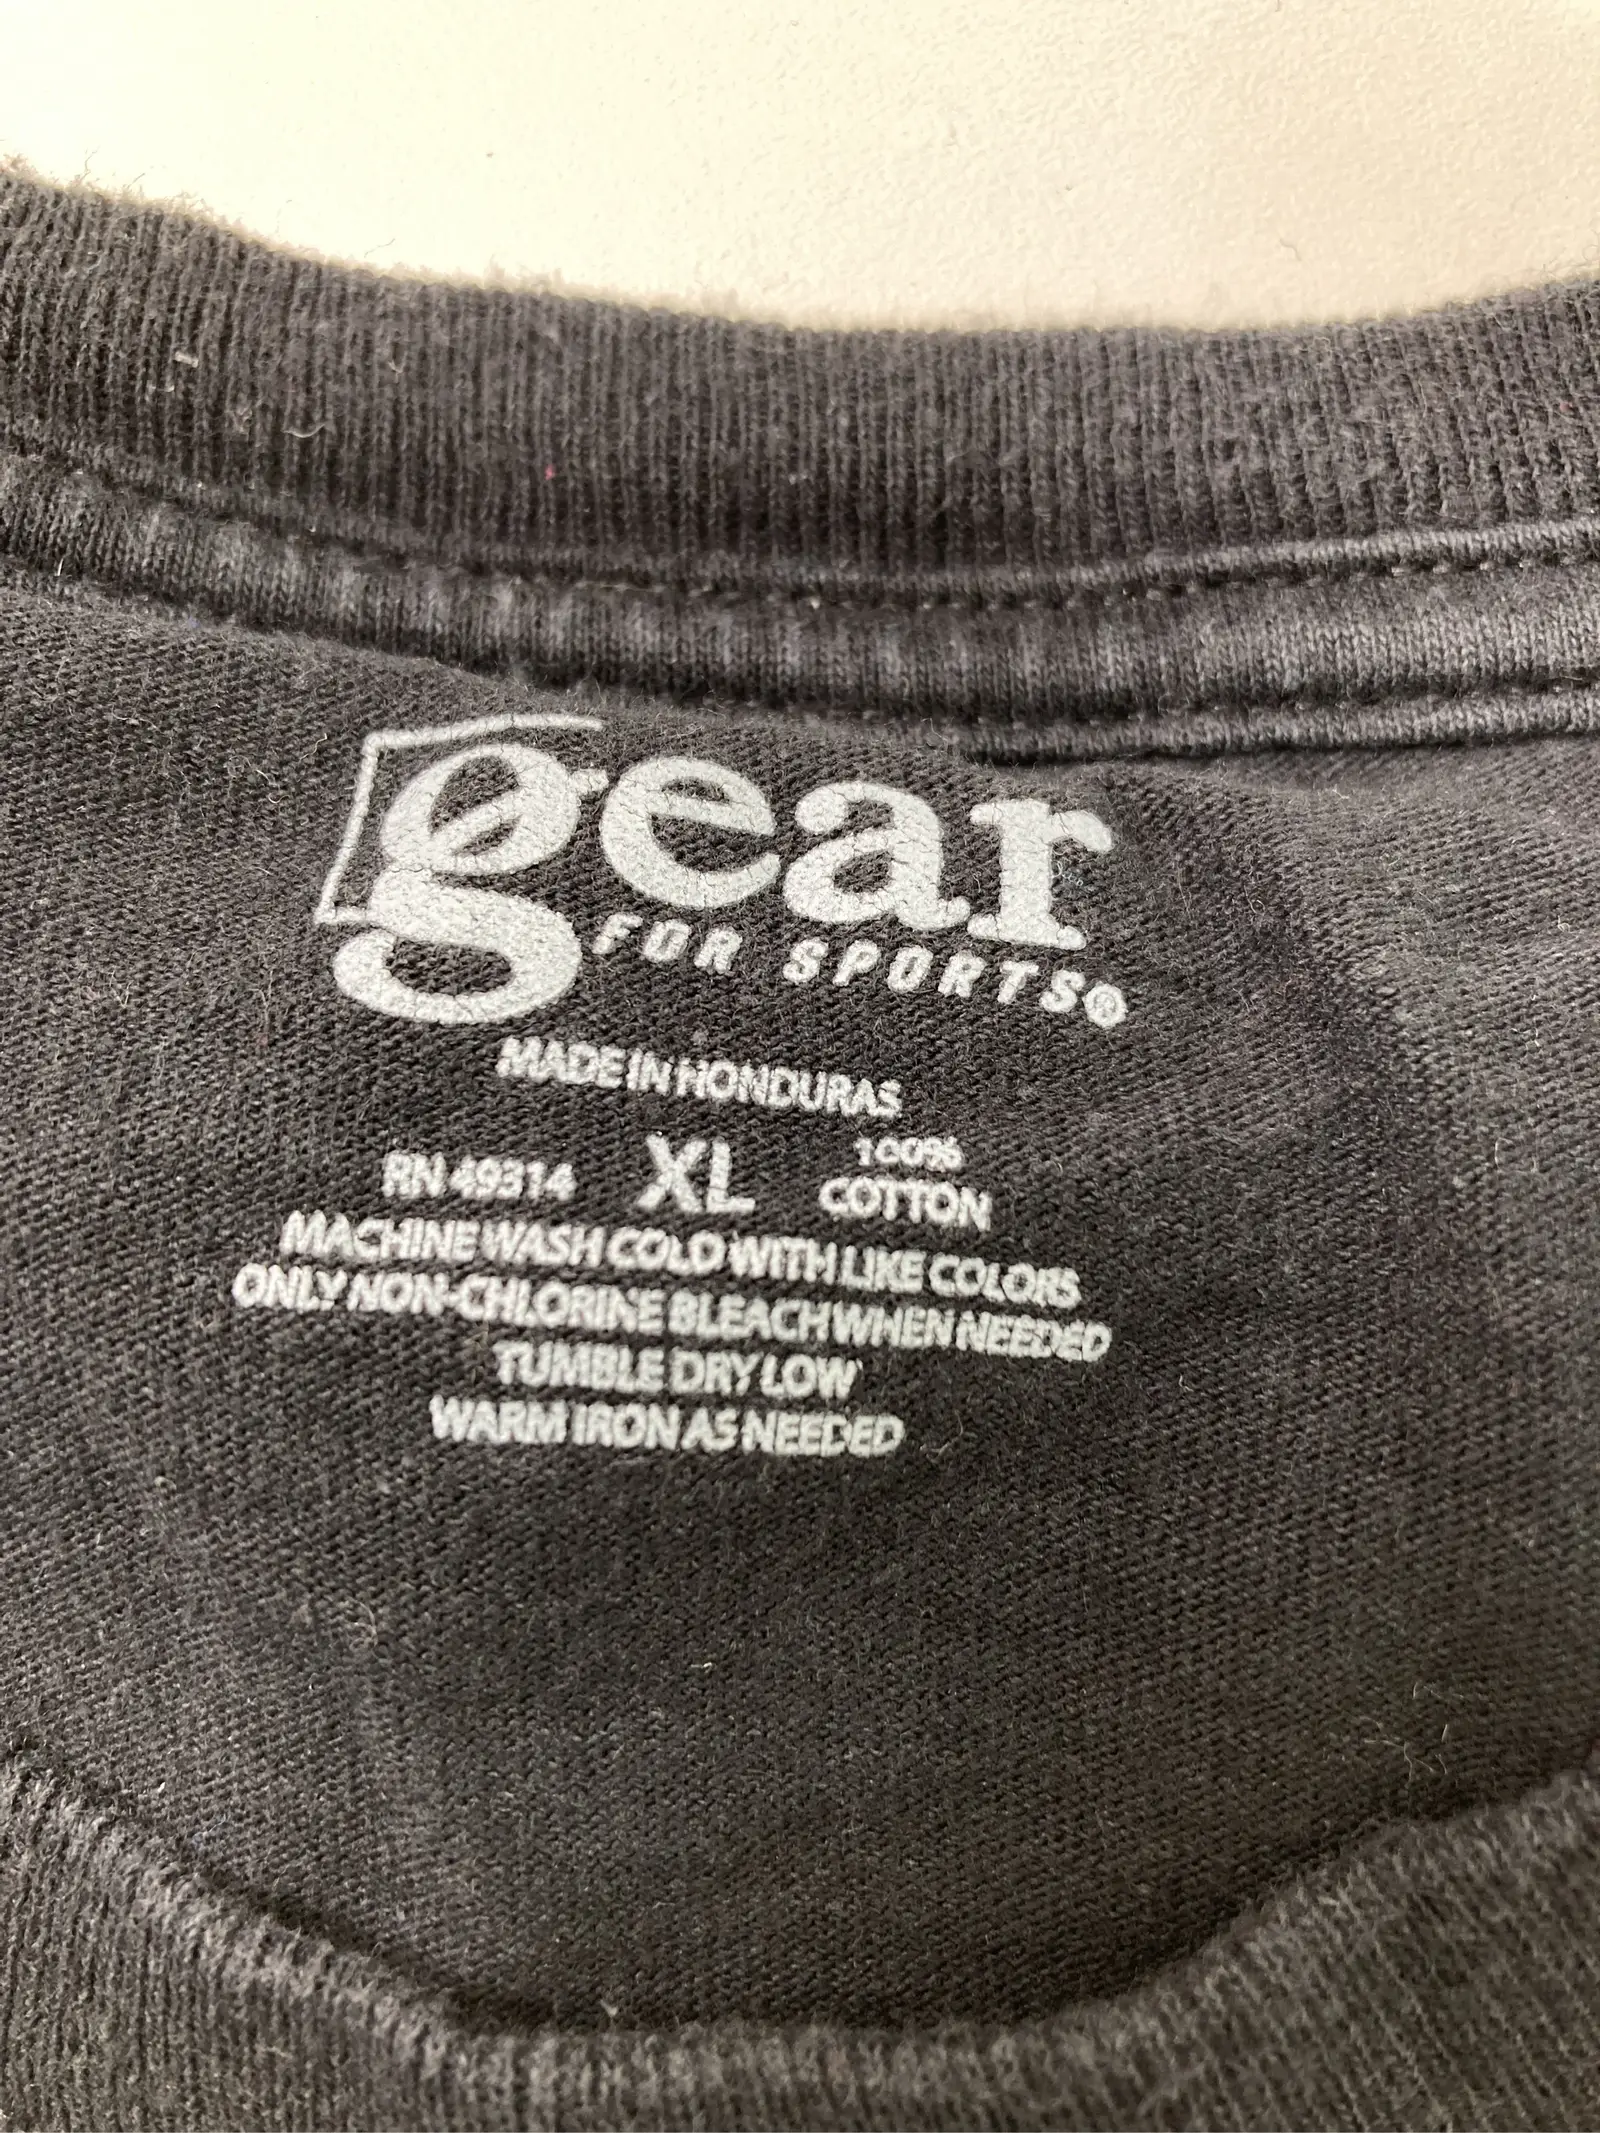 gear
FOR SPORTS®
MADE IN HONDURAS
RN 49314 XL 100% COTTON
MACHINE WASH COLD WITH LIKE COLORS
ONLY NON-CHLORINE BLEACH WHEN NEEDED
TUMBLE DRY LOW
WARM IRON AS NEEDED